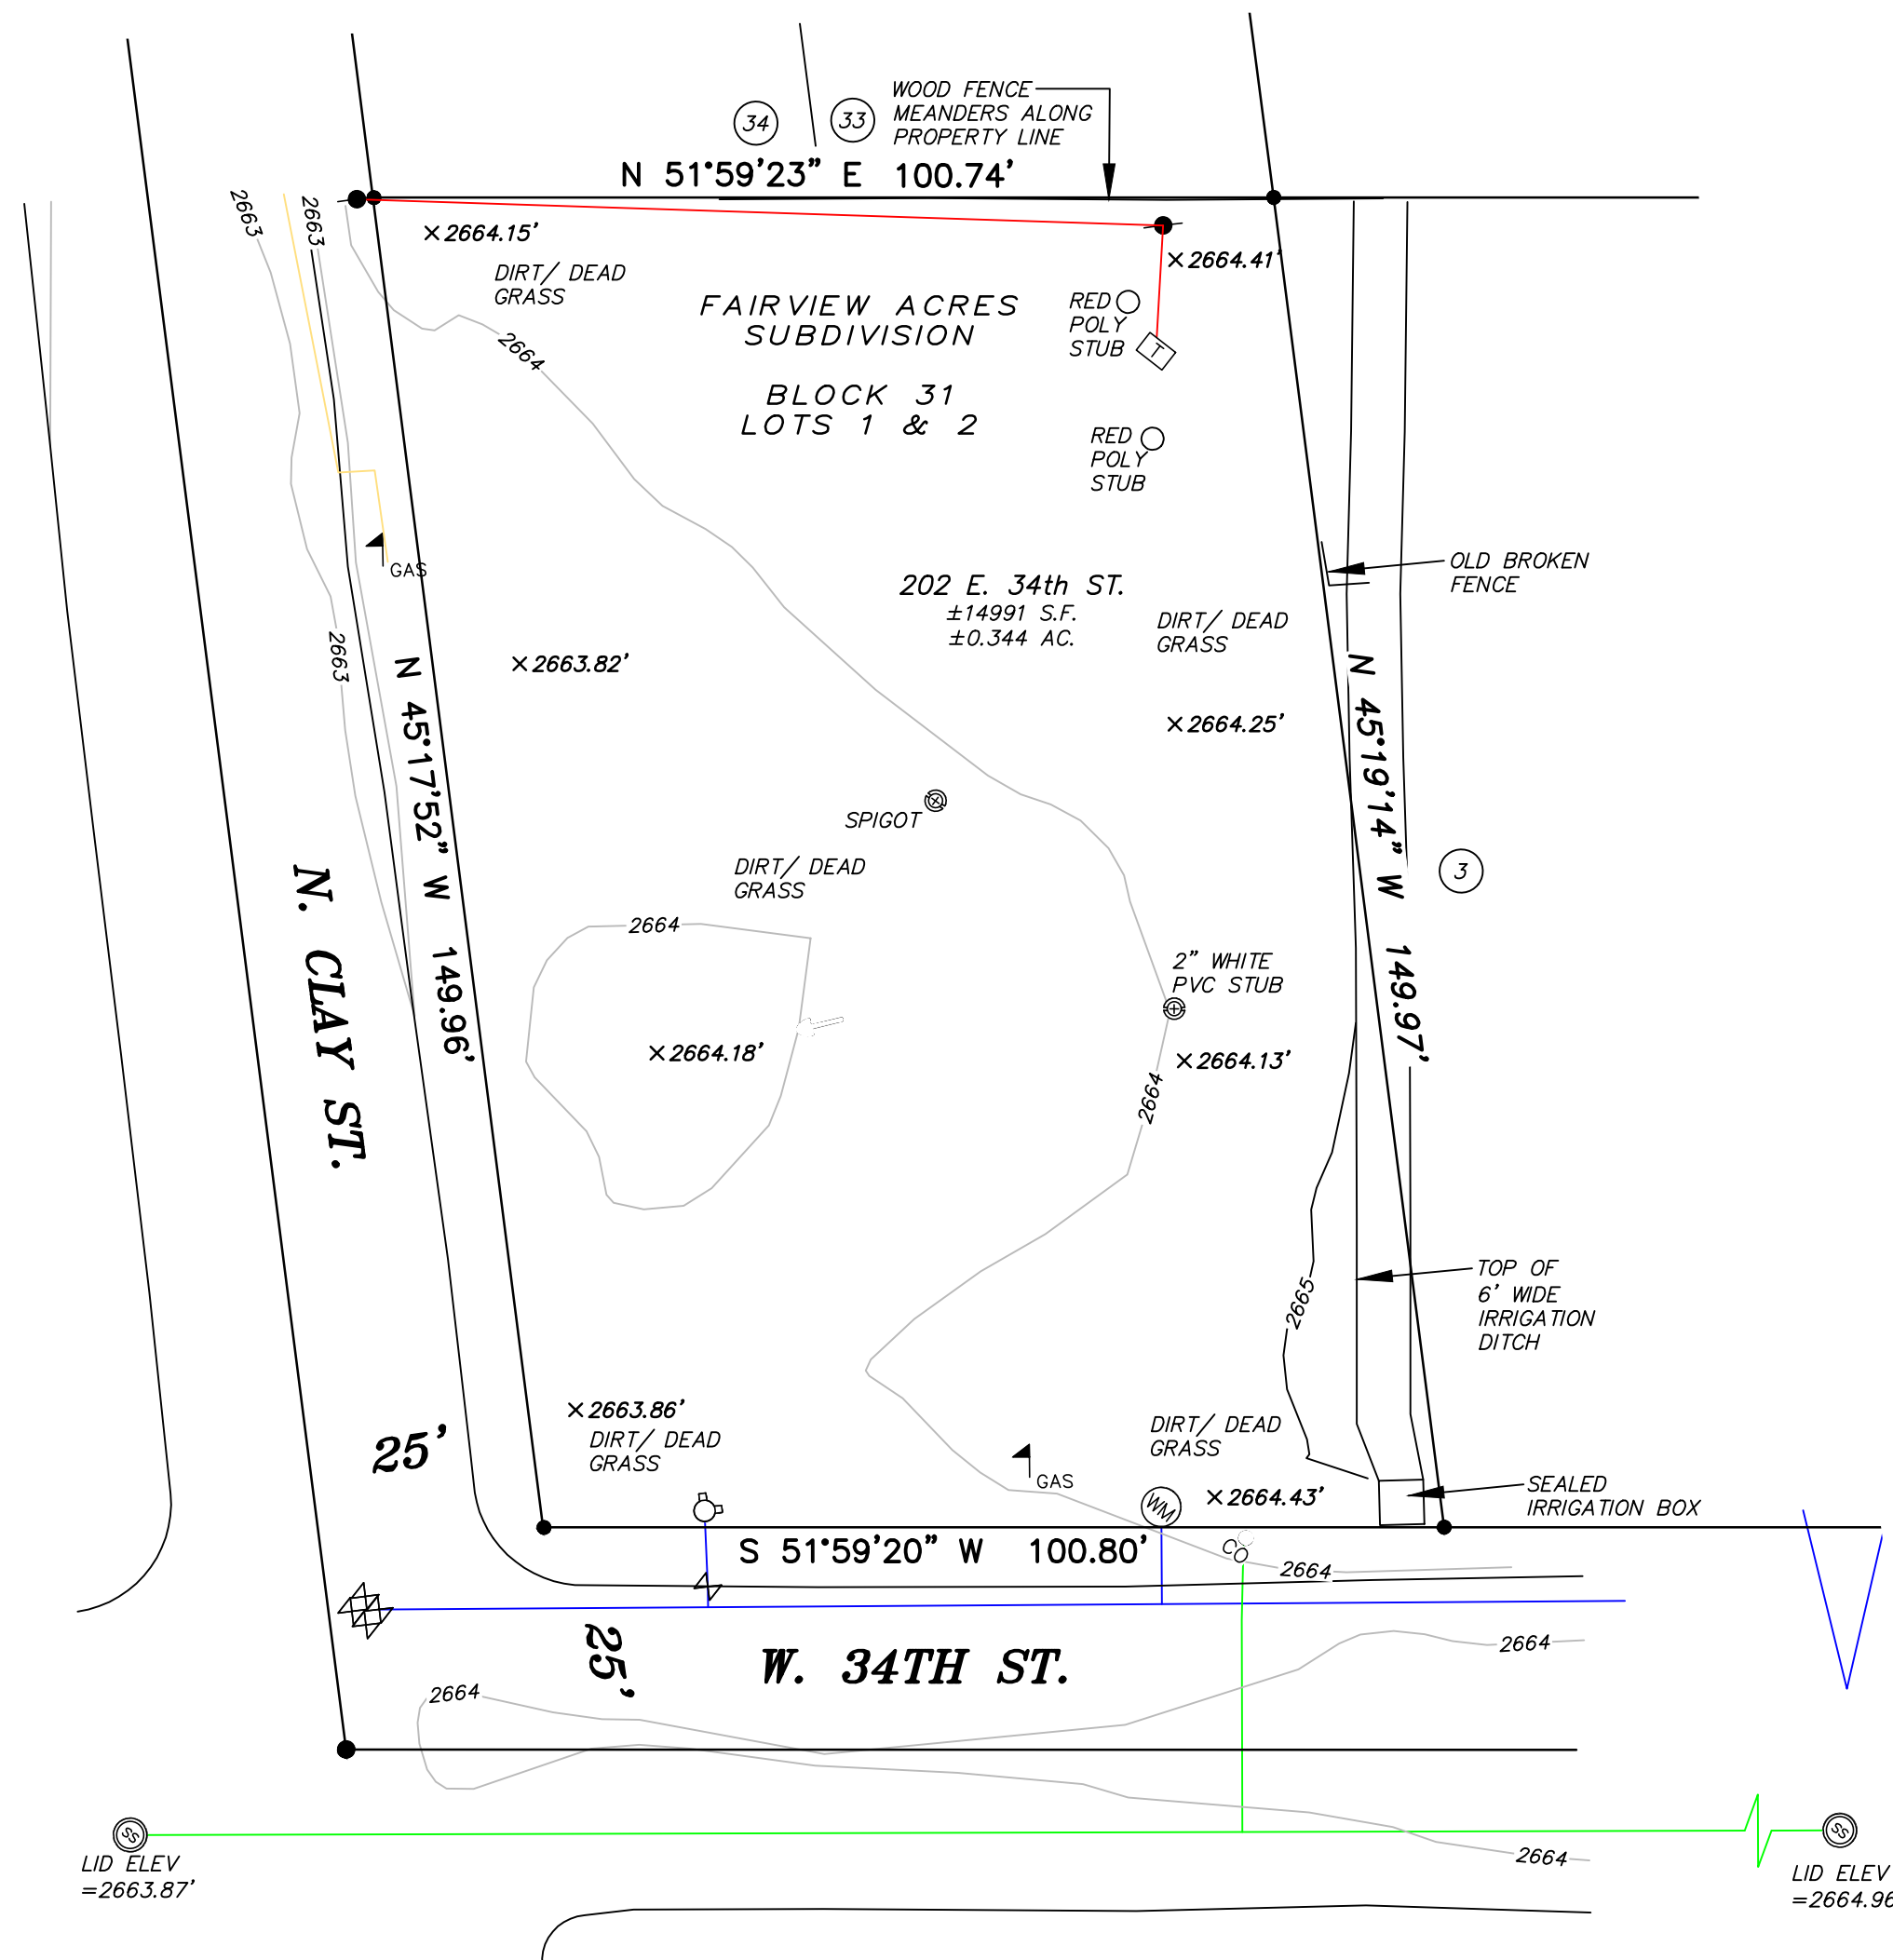 WOOD FENCE
MEANDERS ALONG
PROPERTY LINE
34
33
N 51°59'23" E 100.74'
2663
2663
×2664.15'
×2664.41'
DIRT/ DEAD
GRASS
FAIRVIEW ACRES
SUBDIVISION
RED
POLY
STUB
T
2664
BLOCK 31
LOTS 1 & 2
RED
POLY
STUB
GAS
OLD BROKEN
FENCE
202 E. 34th ST.
±14991 S.F.
±0.344 AC.
DIRT/ DEAD
GRASS
2663
×2663.82'
N 45°17'52" W 149.96'
N 45°19'14" W 149.97'
×2664.25'
SPIGOT
DIRT/ DEAD
GRASS
3
N. CLAY ST.
2664
2" WHITE
PVC STUB
×2664.18'
×2664.13'
2664
2665
TOP OF
6' WIDE
IRRIGATION
DITCH
25'
×2663.86'
DIRT/ DEAD
GRASS
DIRT/ DEAD
GRASS
GAS
WM
×2664.43'
SEALED
IRRIGATION BOX
S 51°59'20" W 100.80'
CO
2664
25'
W. 34TH ST.
2664
2664
SS
LID ELEV
=2663.87'
2664
SS
LID ELEV
=2664.96